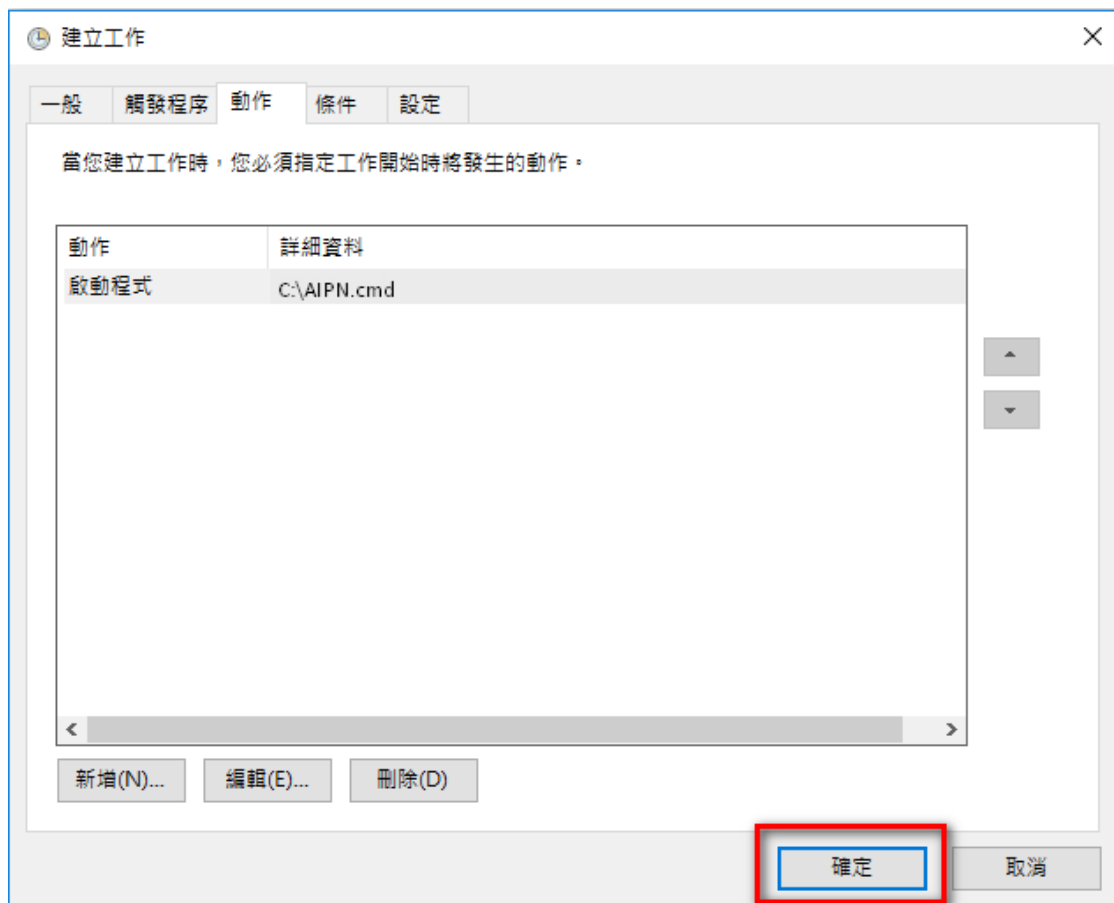 建立工作
一般 觸發程序 動作 條件 設定
當您建立工作時，您必須指定工作開始時將發生的動作。
動作 詳細資料
啟動程式 C:\AIPN.cmd
新增(N)... 編輯(E)... 刪除(D)
確定 取消